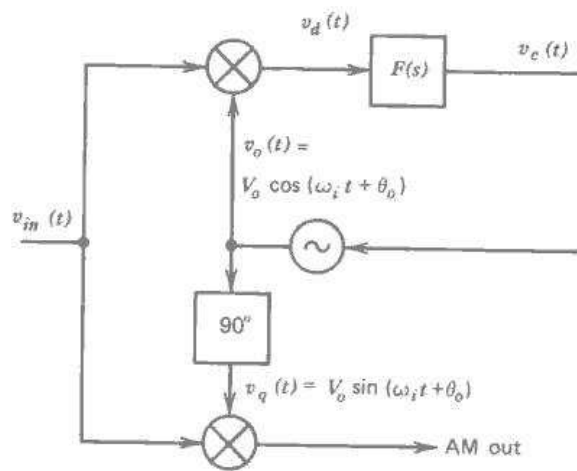 v_d(t)
F(s)
v_c(t)
v_o(t) =
V_o cos (ω_i t + θ_o)
v_in (t)
~
90°
v_q(t) = V_o sin (ω_i t+θ_o)
AM out